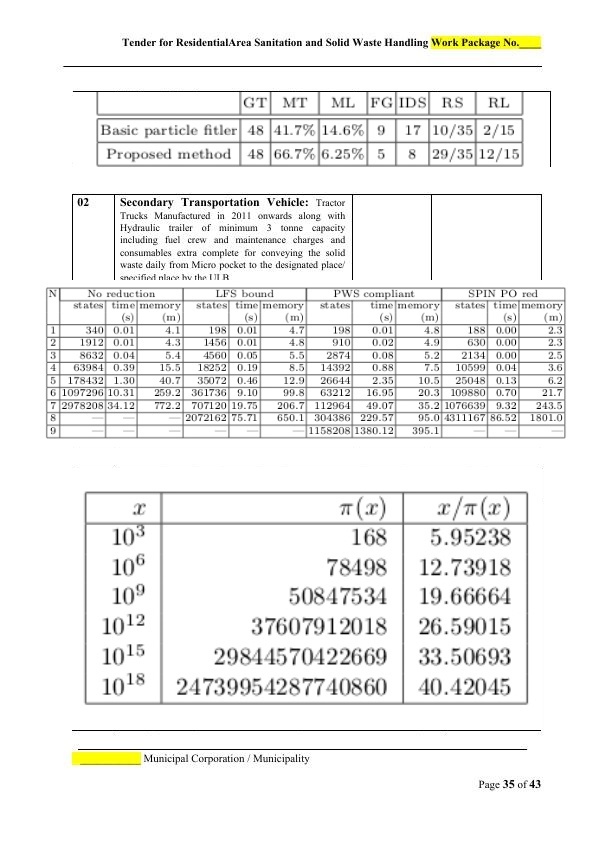 Tender for ResidentialArea Sanitation and Solid Waste Handling Work Package No.____
GT MT ML FG IDS RS RL
Basic particle fitler 48 41.7% 14.6% 9 17 10/35 2/15
Proposed method 48 66.7% 6.25% 5 8 29/35 12/15
02 Secondary Transportation Vehicle: Tractor
Trucks Manufactured in 2011 onwards along with
Hydraulic trailer of minimum 3 tonne capacity
including fuel crew and maintenance charges and
consumables extra complete for conveying the solid
waste daily from Micro pocket to the designated place/
specified place by the ULB
N No reduction LFS bound PWS compliant SPIN PO red
states time memory states time memory states time memory states time memory
(s) (m) (s) (m) (s) (m) (s) (m)
1 340 0.01 4.1 198 0.01 4.7 198 0.01 4.8 188 0.00 2.3
2 1912 0.01 4.3 1456 0.01 4.8 910 0.02 4.9 630 0.00 2.3
3 8632 0.04 5.4 4560 0.05 5.5 2874 0.08 5.2 2134 0.00 2.5
4 63984 0.39 15.5 18252 0.19 8.5 14392 0.88 7.5 10599 0.04 3.6
5 178432 1.30 40.7 35072 0.46 12.9 26644 2.35 10.5 25048 0.13 6.2
6 1097296 10.31 259.2 361736 9.10 99.8 63212 16.95 20.3 109880 0.70 21.7
7 2978208 34.12 772.2 707120 19.75 206.7 112964 49.07 35.2 1076639 9.32 243.5
8 — — — 2072162 75.71 650.1 304386 229.57 95.0 4311167 86.52 1801.0
9 — — — — — — 1158208 1380.12 395.1 — — —
x π(x) x/π(x)
10³ 168 5.95238
10⁶ 78498 12.73918
10⁹ 50847534 19.66664
10¹² 37607912018 26.59015
10¹⁵ 29844570422669 33.50693
10¹⁸ 24739954287740860 40.42045
___________ Municipal Corporation / Municipality
Page 35 of 43